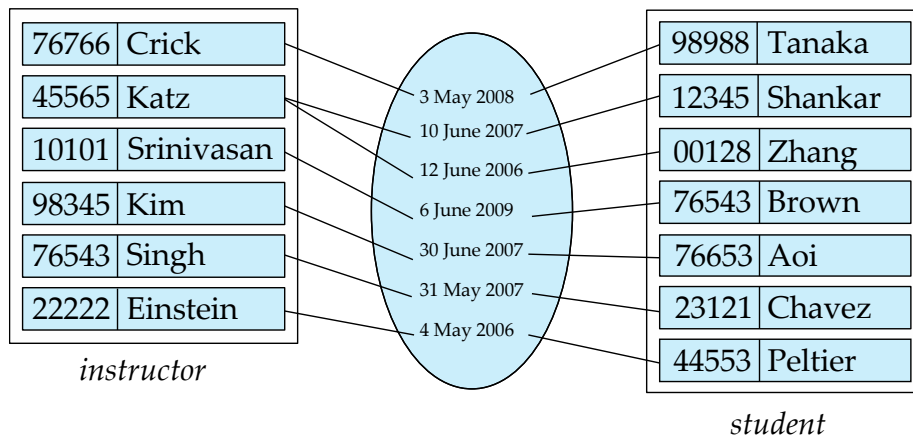 76766 Crick
45565 Katz
10101 Srinivasan
98345 Kim
76543 Singh
22222 Einstein
instructor
3 May 2008
10 June 2007
12 June 2006
6 June 2009
30 June 2007
31 May 2007
4 May 2006
98988 Tanaka
12345 Shankar
00128 Zhang
76543 Brown
76653 Aoi
23121 Chavez
44553 Peltier
student